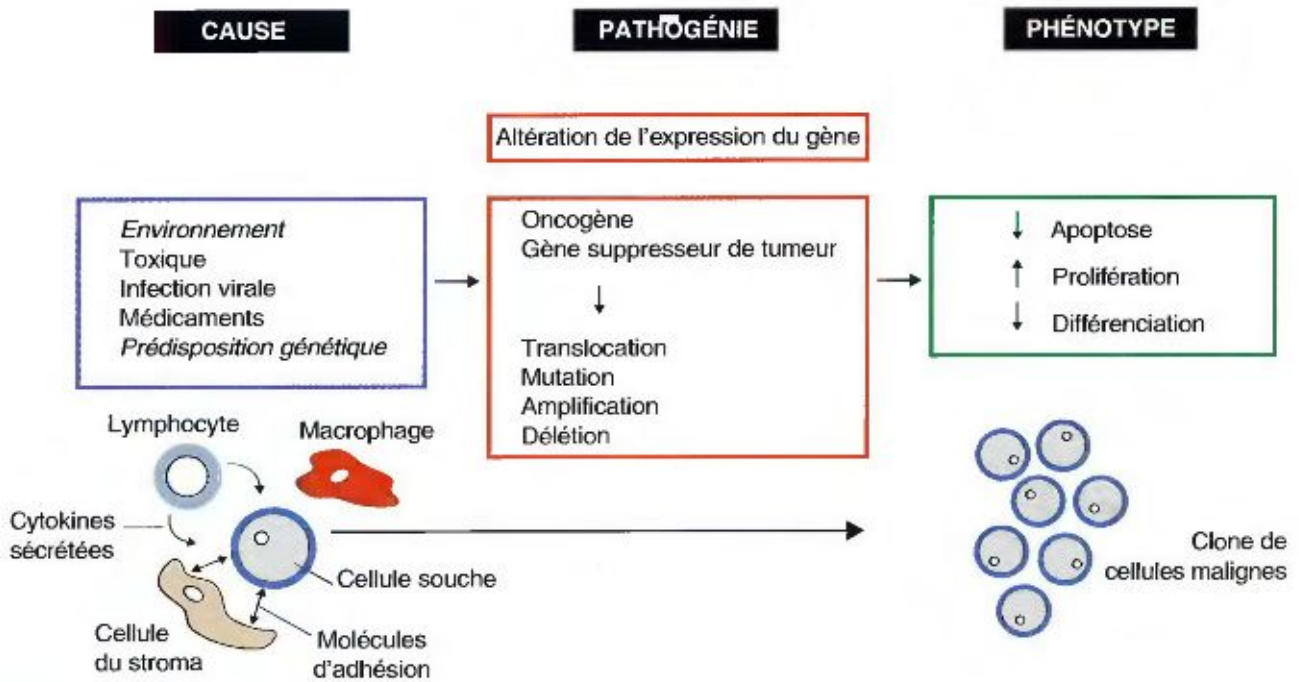 CAUSE
PATHOGÉNIE
PHÉNOTYPE
Altération de l'expression du gène
Environnement
Toxique
Infection virale
Médicaments
Prédisposition génétique
Oncogène
Gène suppresseur de tumeur
↓
Translocation
Mutation
Amplification
Délétion
↓ Apoptose
↑ Prolifération
↓ Différenciation
Lymphocyte
Macrophage
Cytokines
sécrétées
Cellule souche
Cellule
du stroma
Molécules
d'adhésion
Clone de
cellules malignes